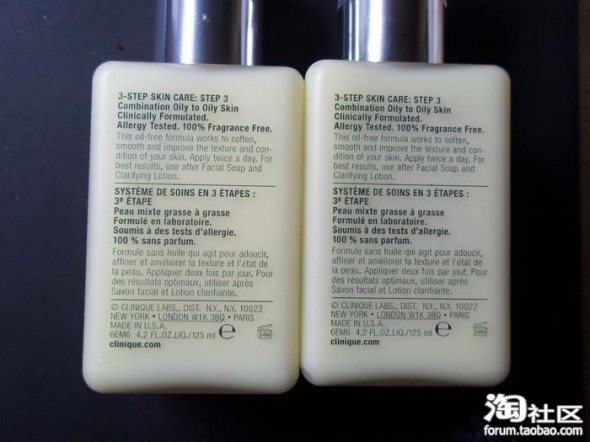 3-STEP SKIN CARE: STEP 3
Combination Oily to Oily Skin
Clinically Formulated.
Allergy Tested. 100% Fragrance Free.
This oil-free formula works to soften,
smooth and improve the texture and con-
dition of your skin. Apply twice a day. For
best results, use after Facial Soap and
Clarifying Lotion.
SYSTÈME DE SOINS EN 3 ÉTAPES :
3e ÉTAPE
Peau mixte grasse à grasse
Formulé en laboratoire.
Soumis à des tests d'allergie.
100 % sans parfum.
Formule sans huile qui agit pour adoucir,
affiner et améliorer la texture et l'état de
la peau. Appliquer deux fois par jour. Pour
des résultats optimaux, utiliser après
Savon facial et Lotion clarifiante.
© CLINIQUE LABS., DIST. N.Y., N.Y. 10022
NEW YORK • LONDON W1K 3BQ • PARIS
MADE IN U.S.A.
6EM6 4.2 FL.OZ.LIQ./125 ml e 24M
clinique.com
3-STEP SKIN CARE: STEP 3
Combination Oily to Oily Skin
Clinically Formulated.
Allergy Tested. 100% Fragrance Free.
This oil-free formula works to soften,
smooth and improve the texture and con-
dition of your skin. Apply twice a day. For
best results, use after Facial Soap and
Clarifying Lotion.
SYSTÈME DE SOINS EN 3 ÉTAPES :
3e ÉTAPE
Peau mixte grasse à grasse
Formulé en laboratoire.
Soumis à des tests d'allergie.
100 % sans parfum.
Formule sans huile qui agit pour adoucir,
affiner et améliorer la texture et l'état de
la peau. Appliquer deux fois par jour. Pour
des résultats optimaux, utiliser après
Savon facial et Lotion clarifiante.
© CLINIQUE LABS., DIST. N.Y., N.Y. 10022
NEW YORK • LONDON W1K 3BQ • PARIS
MADE IN U.S.A.
6EM6 4.2 FL.OZ.LIQ./125 ml e 24M
clinique.com
淘社区
forum.taobao.com